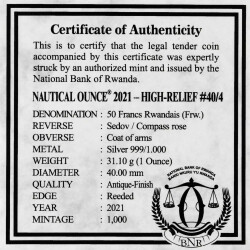 Certificate of Authenticity
This is to certify that the legal tender coin
accompanied by this certificate was expertly
struck by an authorized mint and issued by the
National Bank of Rwanda.
NAUTICAL OUNCE® 2021 – HIGH-RELIEF #40/4
DENOMINATION : 50 Francs Rwandais (Frw.)
REVERSE : Sedov / Compass rose
OBVERSE : Coat of arms
METAL : Silver 999/1.000
WEIGHT : 31.10 g (1 Ounce)
DIAMETER : 40.00 mm
QUALITY : Antique-Finish
EDGE : Reeded
YEAR : 2021
MINTAGE : 1,000
NATIONAL BANK OF RWANDA
BANKI NKURU Y'U RWANDA
BNR